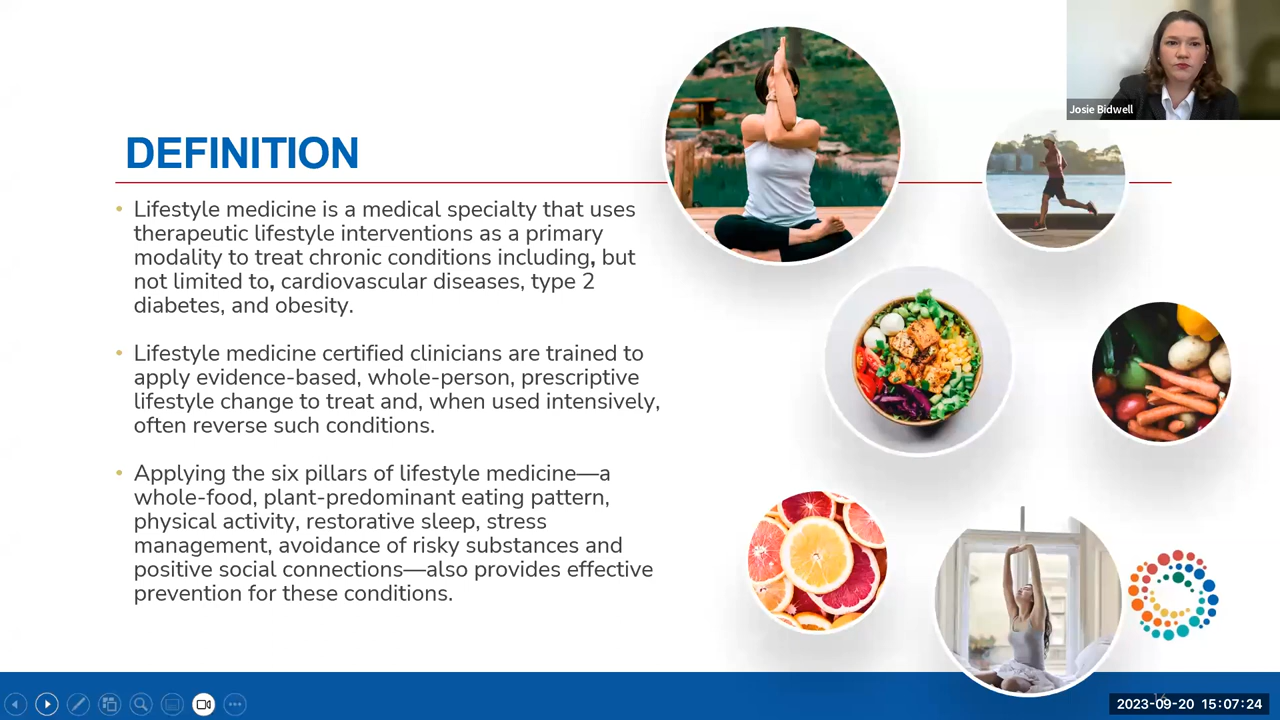 Josie Bidwell
DEFINITION
• Lifestyle medicine is a medical specialty that uses
therapeutic lifestyle interventions as a primary
modality to treat chronic conditions including, but
not limited to, cardiovascular diseases, type 2
diabetes, and obesity.
• Lifestyle medicine certified clinicians are trained to
apply evidence-based, whole-person, prescriptive
lifestyle change to treat and, when used intensively,
often reverse such conditions.
• Applying the six pillars of lifestyle medicine—a
whole-food, plant-predominant eating pattern,
physical activity, restorative sleep, stress
management, avoidance of risky substances and
positive social connections—also provides effective
prevention for these conditions.
2023-09-20 15:07:24